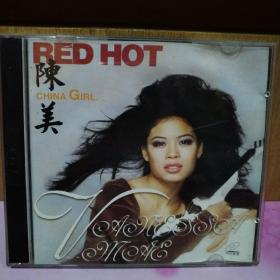 RED HOT
陳美
CHINA GIRL
VANESSA
MAE